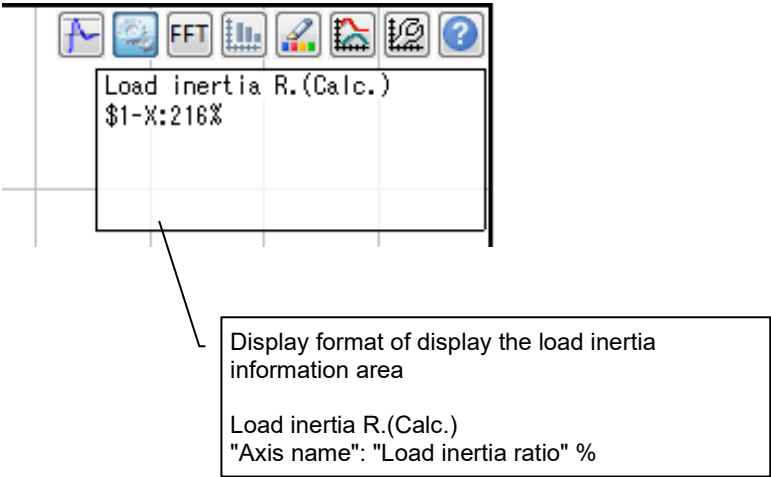 FFT
?
Load inertia R.(Calc.)
$1-X:216%
Display format of display the load inertia
information area
Load inertia R.(Calc.)
"Axis name": "Load inertia ratio" %